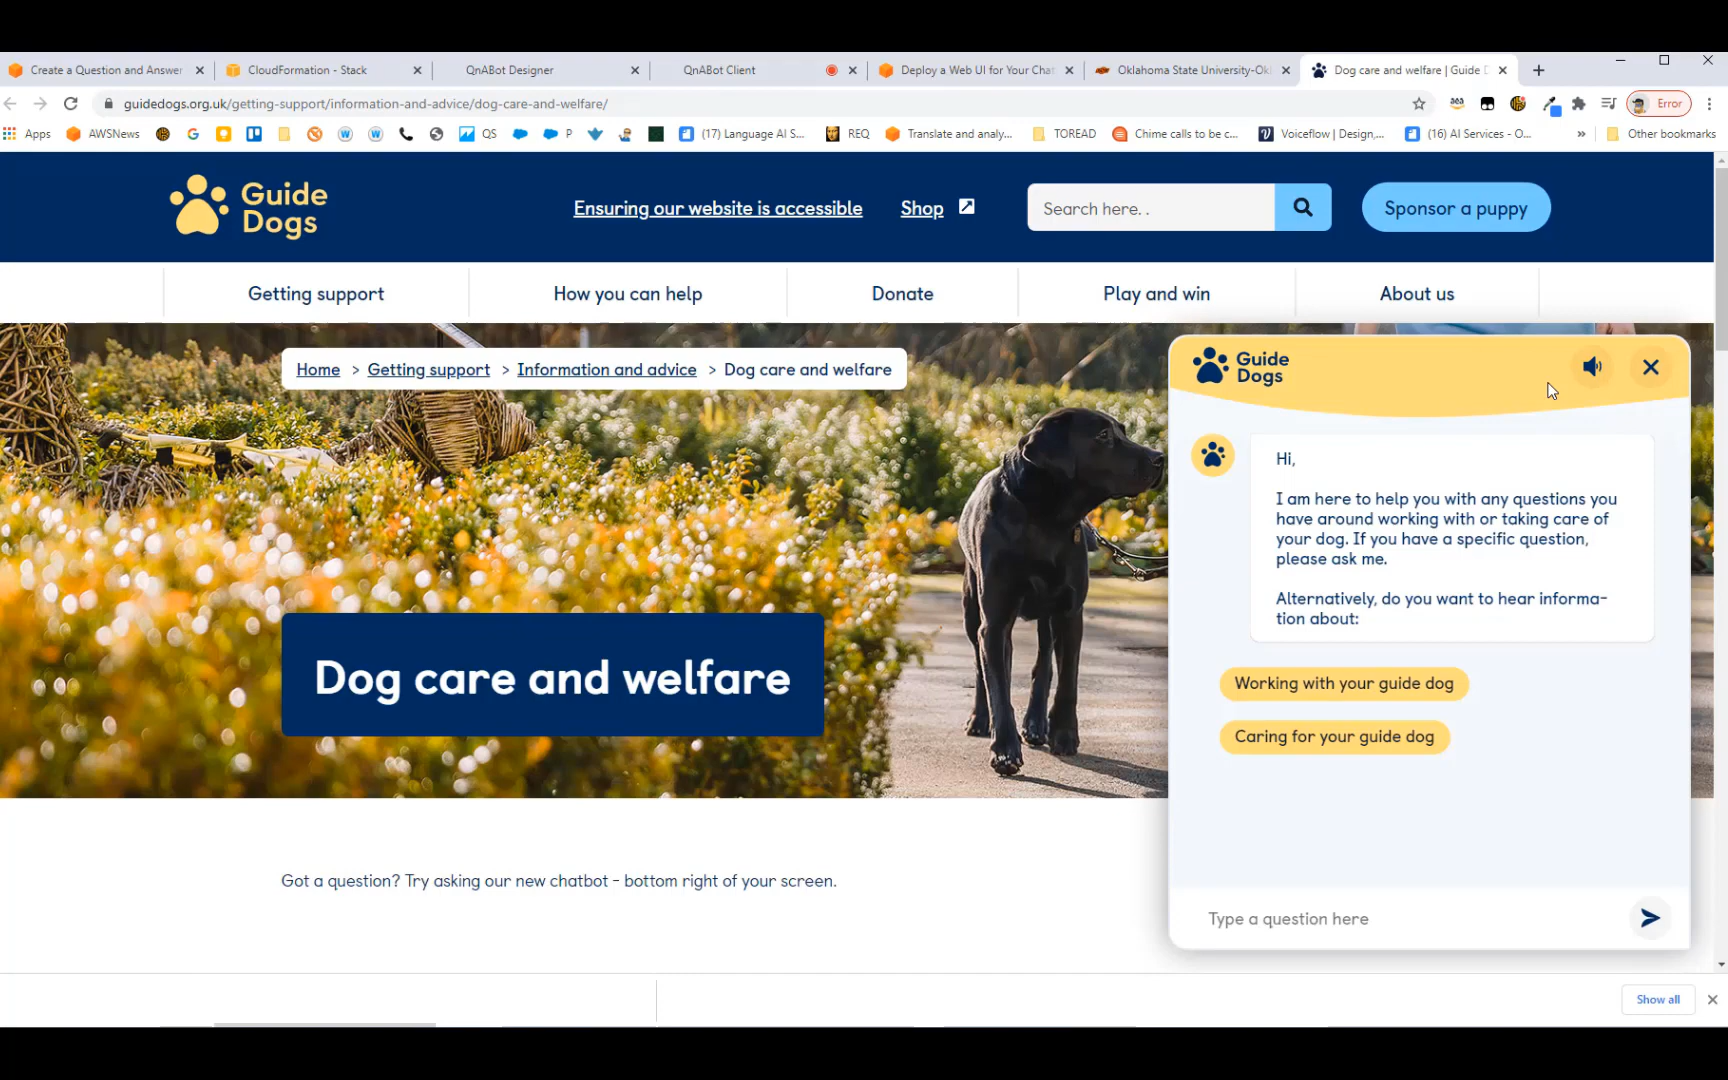 Create a Question and Answer
CloudFormation - Stack
QnABot Designer
QnABot Client
Deploy a Web UI for Your Chat
Oklahoma State University-Okl
Dog care and welfare | Guide D
guidedogs.org.uk/getting-support/information-and-advice/dog-care-and-welfare/
Error
Apps
AWSNews
QS
P
(17) Language AI S...
REQ
Translate and analy...
TOREAD
Chime calls to be c...
Voiceflow | Design,...
(16) AI Services - O...
»
Other bookmarks
Guide
Dogs
Ensuring our website is accessible
Shop
Search here. .
Sponsor a puppy
Getting support
How you can help
Donate
Play and win
About us
Home > Getting support > Information and advice > Dog care and welfare
Dog care and welfare
Got a question? Try asking our new chatbot - bottom right of your screen.
Guide
Dogs
Hi,
I am here to help you with any questions you
have around working with or taking care of
your dog. If you have a specific question,
please ask me.
Alternatively, do you want to hear informa-
tion about:
Working with your guide dog
Caring for your guide dog
Type a question here
Show all